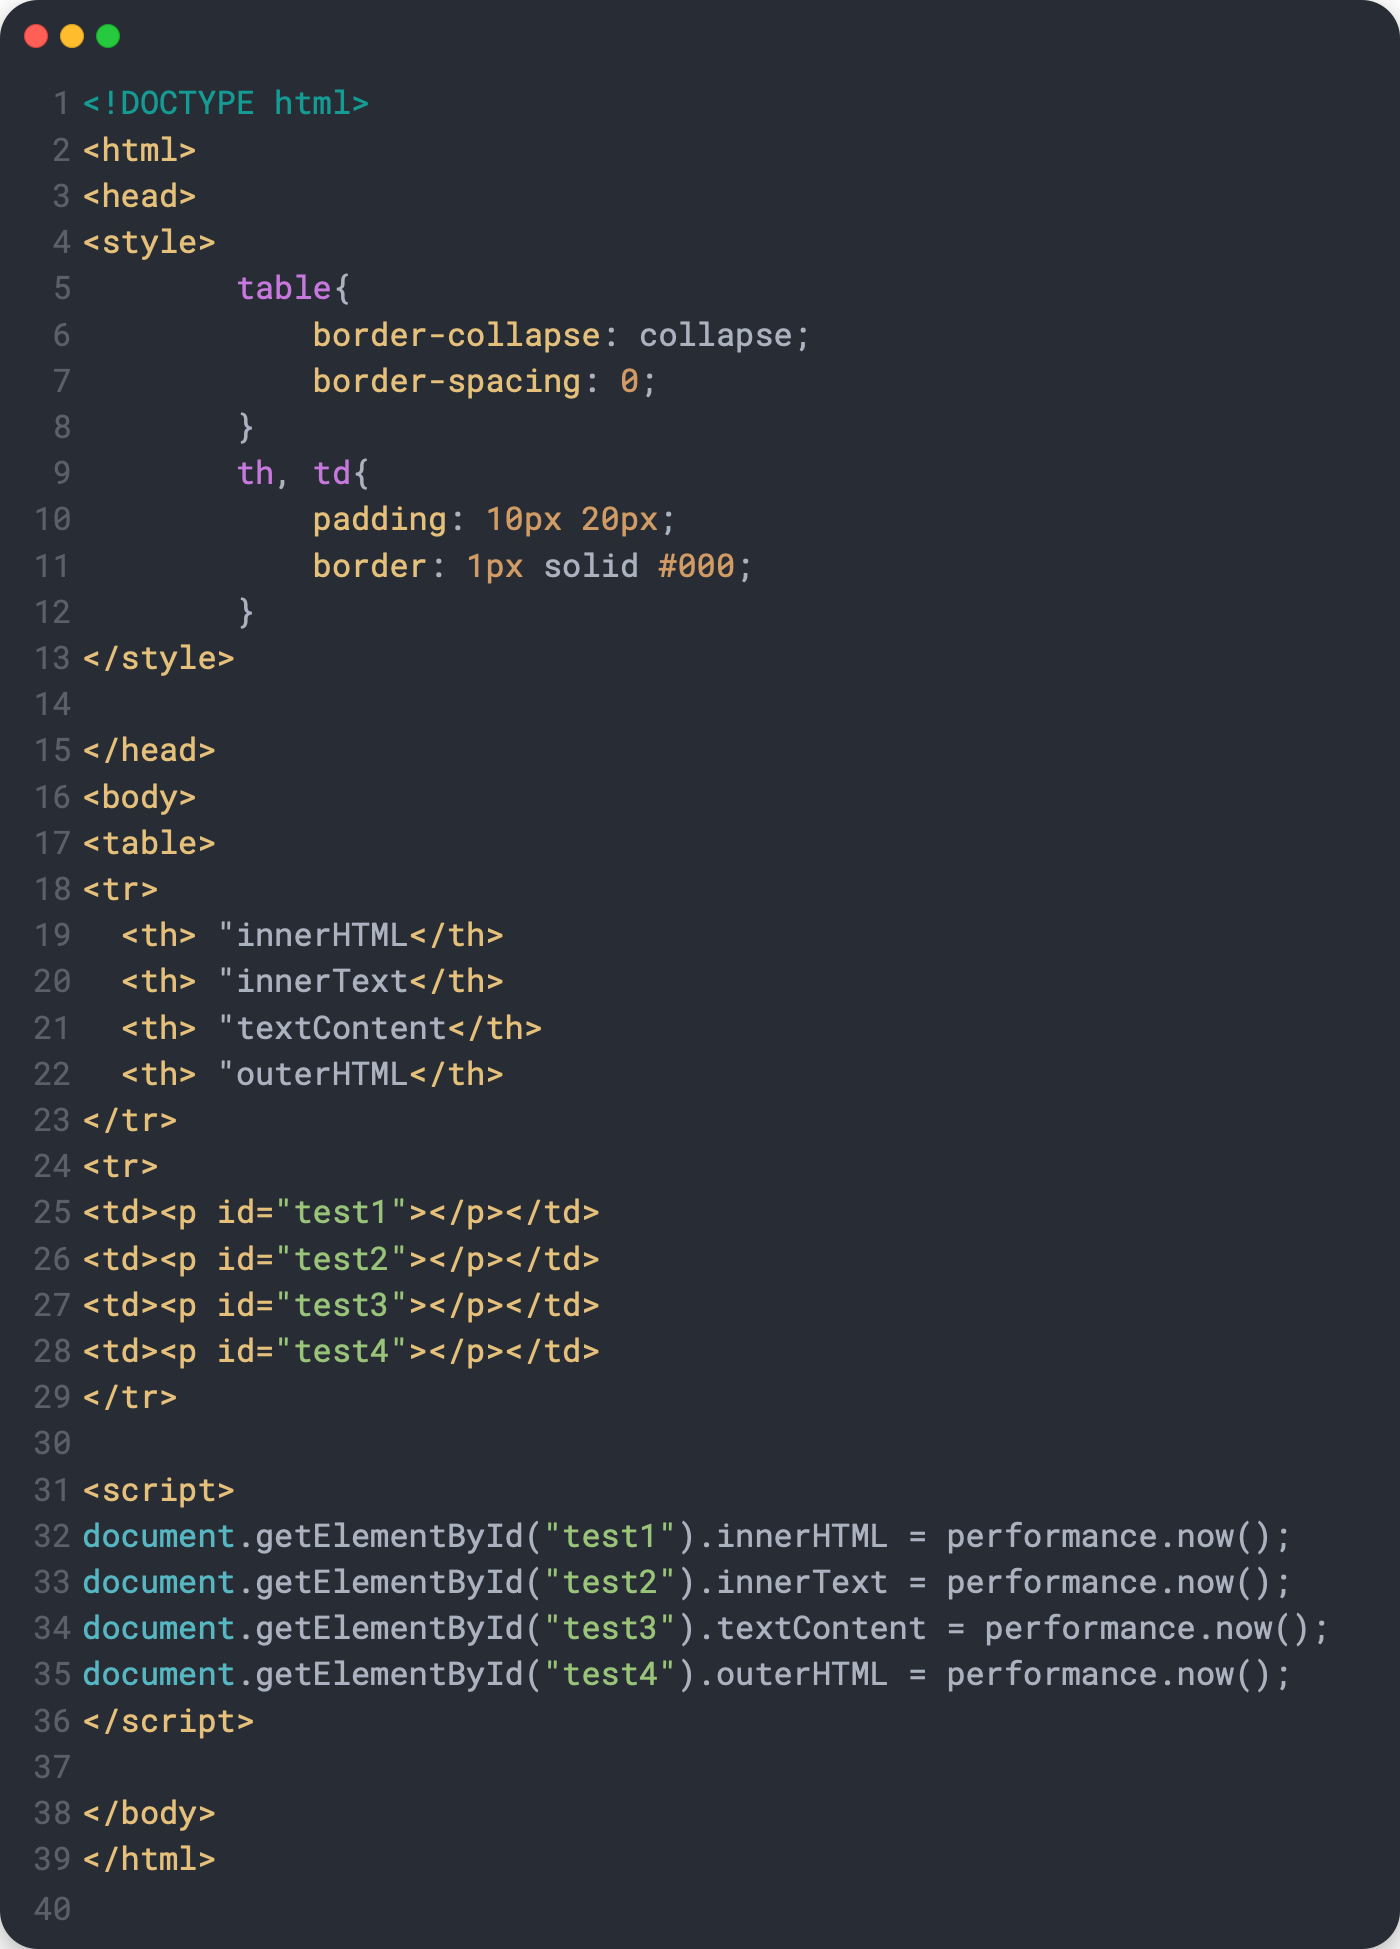 1 <!DOCTYPE html>
2 <html>
3 <head>
4 <style>
5         table{
6             border-collapse: collapse;
7             border-spacing: 0;
8         }
9         th, td{
10             padding: 10px 20px;
11             border: 1px solid #000;
12         }
13 </style>
14
15 </head>
16 <body>
17 <table>
18 <tr>
19   <th> "innerHTML</th>
20   <th> "innerText</th>
21   <th> "textContent</th>
22   <th> "outerHTML</th>
23 </tr>
24 <tr>
25 <td><p id="test1"></p></td>
26 <td><p id="test2"></p></td>
27 <td><p id="test3"></p></td>
28 <td><p id="test4"></p></td>
29 </tr>
30
31 <script>
32 document.getElementById("test1").innerHTML = performance.now();
33 document.getElementById("test2").innerText = performance.now();
34 document.getElementById("test3").textContent = performance.now();
35 document.getElementById("test4").outerHTML = performance.now();
36 </script>
37
38 </body>
39 </html>
40